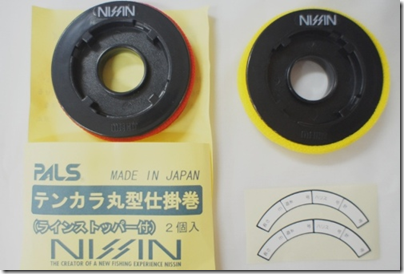 NISSIN
NISSIN
PALS
MADE IN JAPAN
テンカラ丸型仕掛巻
(ラインストッパー付) 2個入
NISSIN
THE CREATOR OF A NEW FISHING EXPERIENCE NISSIN